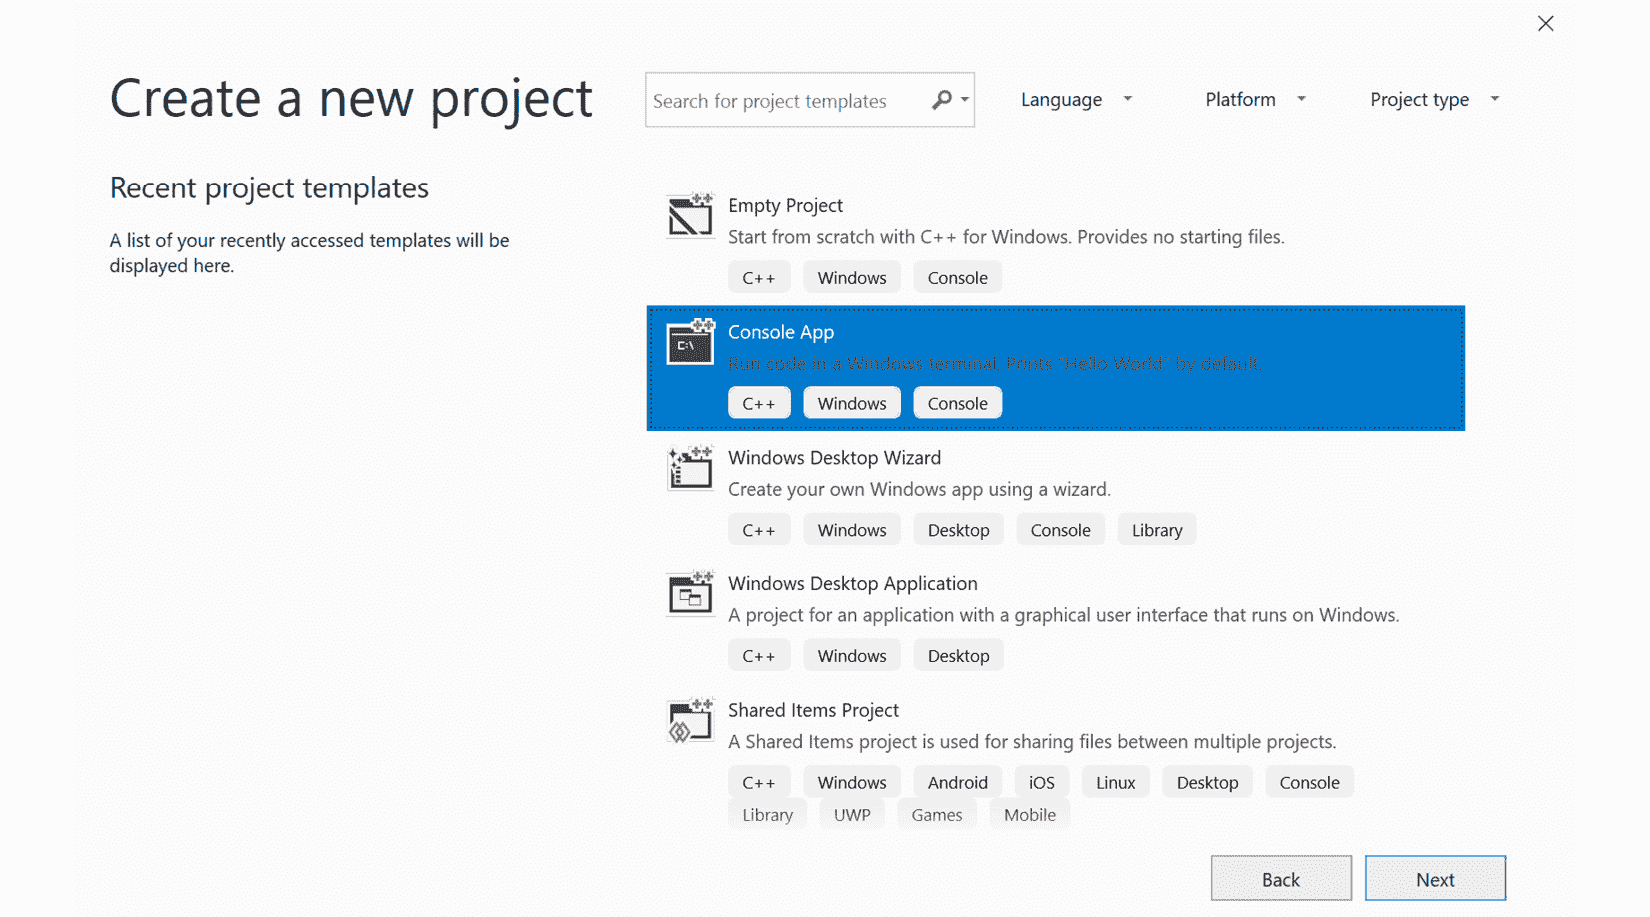 Create a new project
Search for project templates
Language
Platform
Project type
Recent project templates
A list of your recently accessed templates will be
displayed here.
Empty Project
Start from scratch with C++ for Windows. Provides no starting files.
C++ Windows Console
Console App
Run code in a Windows terminal. Prints "Hello World" by default.
C:\
C++ Windows Console
Windows Desktop Wizard
Create your own Windows app using a wizard.
C++ Windows Desktop Console Library
Windows Desktop Application
A project for an application with a graphical user interface that runs on Windows.
C++ Windows Desktop
Shared Items Project
A Shared Items project is used for sharing files between multiple projects.
C++ Windows Android iOS Linux Desktop Console
Library UWP Games Mobile
Back
Next